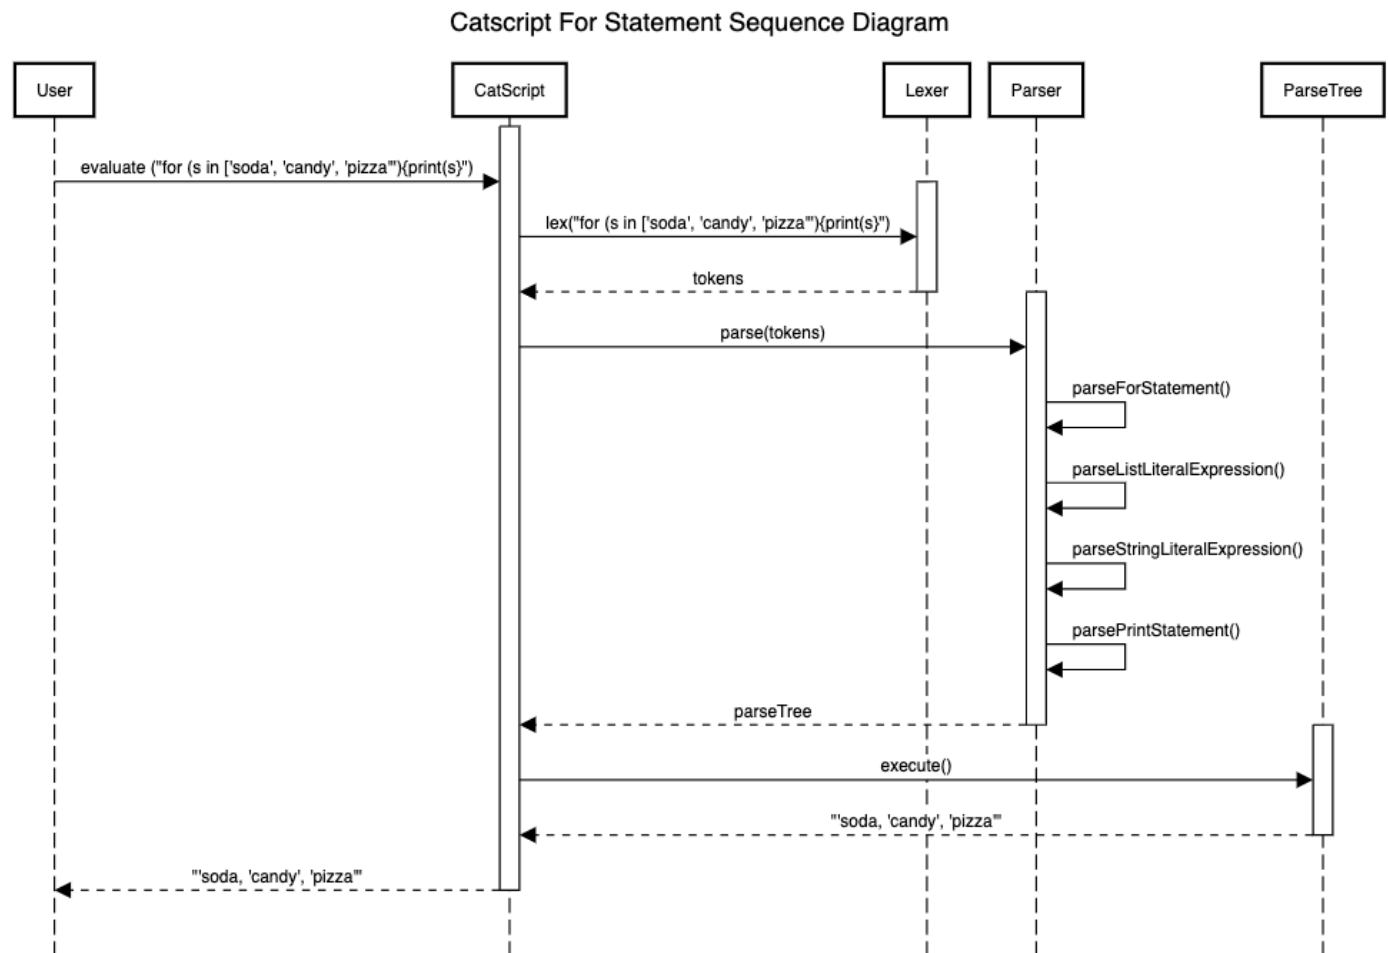 Catscript For Statement Sequence Diagram
User
CatScript
Lexer
Parser
ParseTree
evaluate ("for (s in ['soda', 'candy', 'pizza'"){print(s}")
lex("for (s in ['soda', 'candy', 'pizza'"){print(s}")
tokens
parse(tokens)
parseForStatement()
parseListLiteralExpression()
parseStringLiteralExpression()
parsePrintStatement()
parseTree
execute()
"'soda, 'candy', 'pizza'"
"'soda, 'candy', 'pizza'"